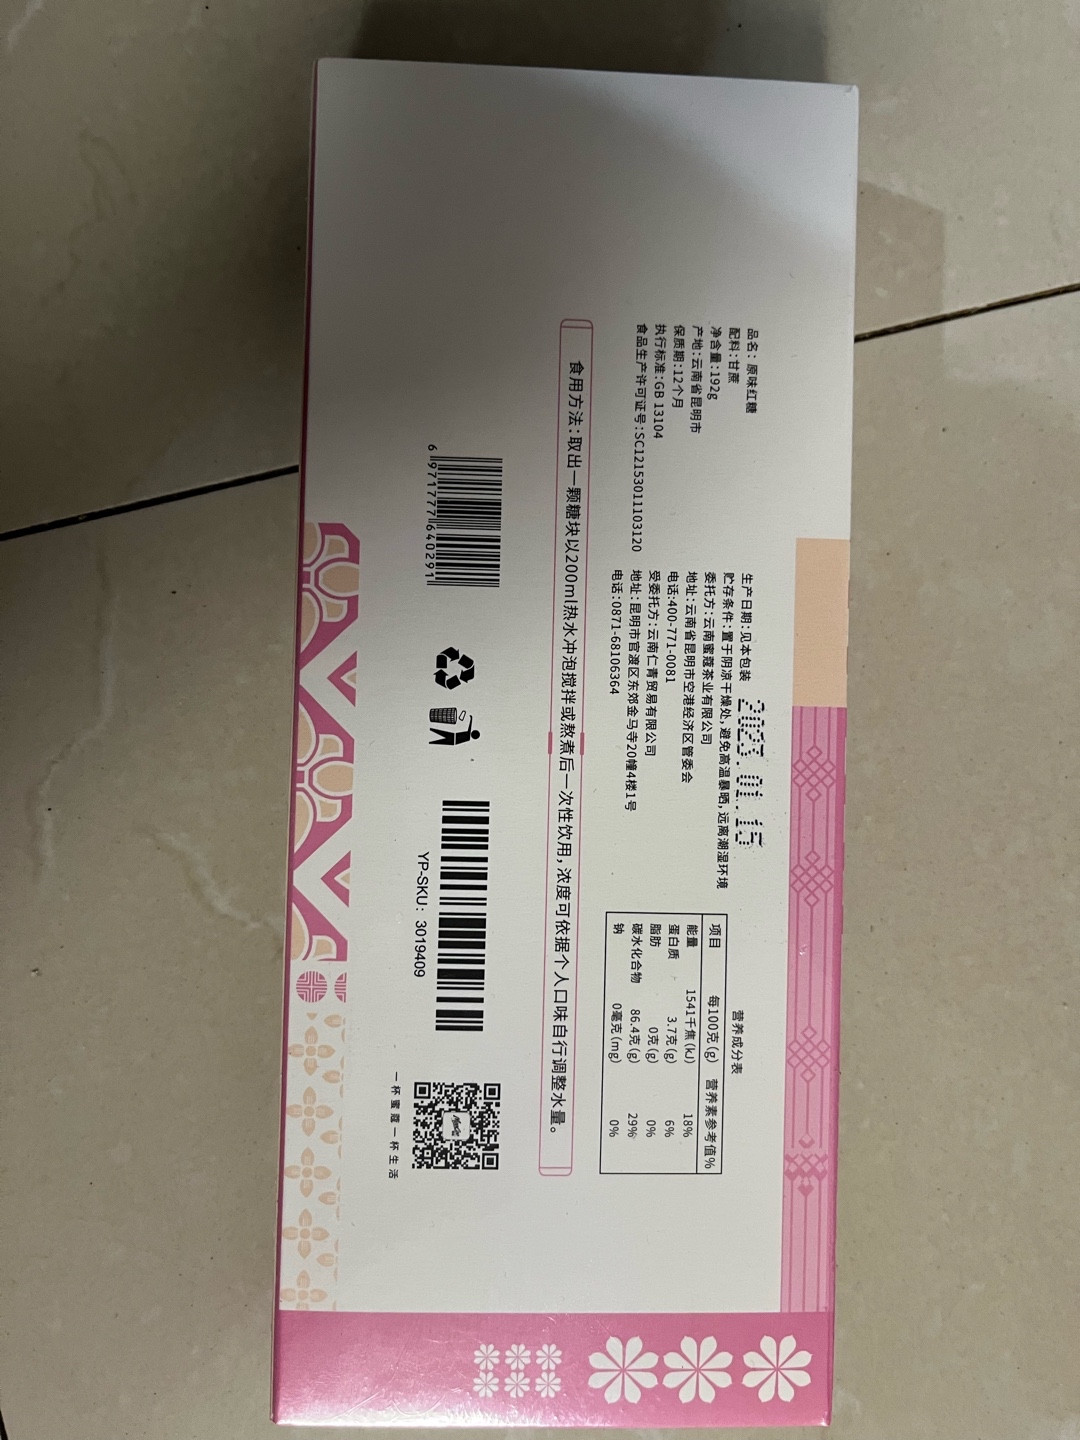 品名：原味红糖
配料：甘蔗
净含量：192g
产地：云南省昆明市
保质期：12个月
执行标准：GB 13104
食品生产许可证号：SC12153011103120
生产日期：见本包装
贮存条件：置于阴凉干燥处，避免高温暴晒，远离潮湿环境
委托方：云南蜜蔻茶业有限公司
地址：云南省昆明市空港经济区管委会
电话：400-771-0081
受委托方：云南仁青贸易有限公司
地址：昆明市官渡区东郊金马寺20幢4楼1号
电话：0871-68106364
营养成分表
项目 每100克(g) 营养素参考值%
能量 1541千焦(kJ) 18%
蛋白质 3.7克(g) 6%
脂肪 0克(g) 0%
碳水化合物 86.4克(g) 29%
钠 0毫克(mg) 0%
食用方法：取出一颗糖块以200ml热水冲泡搅拌或熬煮后一次性饮用，浓度可依据个人口味自行调整水量。
6 971777 640291
YP-SKU: 3019409
一杯蜜蔻一杯生活